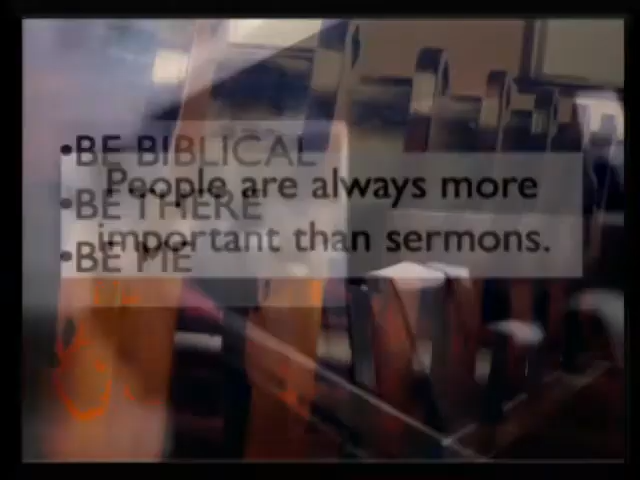 •BE BIBLICAL
•BE THERE
•BE ME
People are always more
important than sermons.